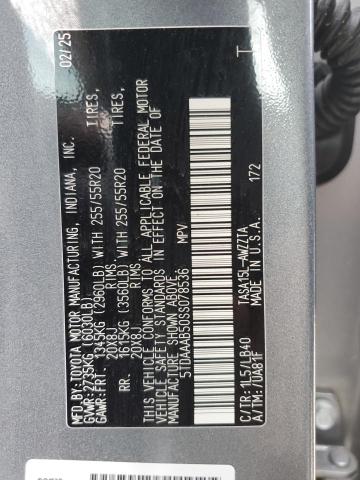 MFD. BY: TOYOTA MOTOR MANUFACTURING, INDIANA, INC. 02/25
GVWR: 2735KG (6030LB)
GAWR: FRT. 1345KG (2960LB) WITH 255/55R20 TIRES,
20X8J RIMS
RR. 1615KG (3560LB) WITH 255/55R20 TIRES,
20X8J RIMS
THIS VEHICLE CONFORMS TO ALL APPLICABLE FEDERAL MOTOR
VEHICLE SAFETY STANDARDS IN EFFECT ON THE DATE OF
MANUFACTURE SHOWN ABOVE.
5TDAAAB50SS078536 MPV
C/TR: 1L5/LB40 TASA15L-AWZZTA 172
A/TM: -/UA81F MADE IN U.S.A. T